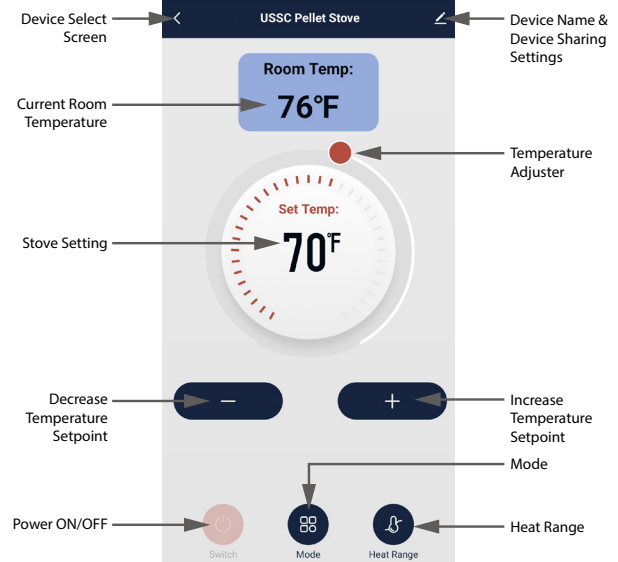 Device Select
Screen
USSC Pellet Stove
Device Name &
Device Sharing
Settings
Room Temp:
76°F
Current Room
Temperature
Temperature
Adjuster
Set Temp:
70°F
Stove Setting
Decrease
Temperature
Setpoint
Increase
Temperature
Setpoint
Mode
Power ON/OFF
Heat Range
Switch
Mode
Heat Range